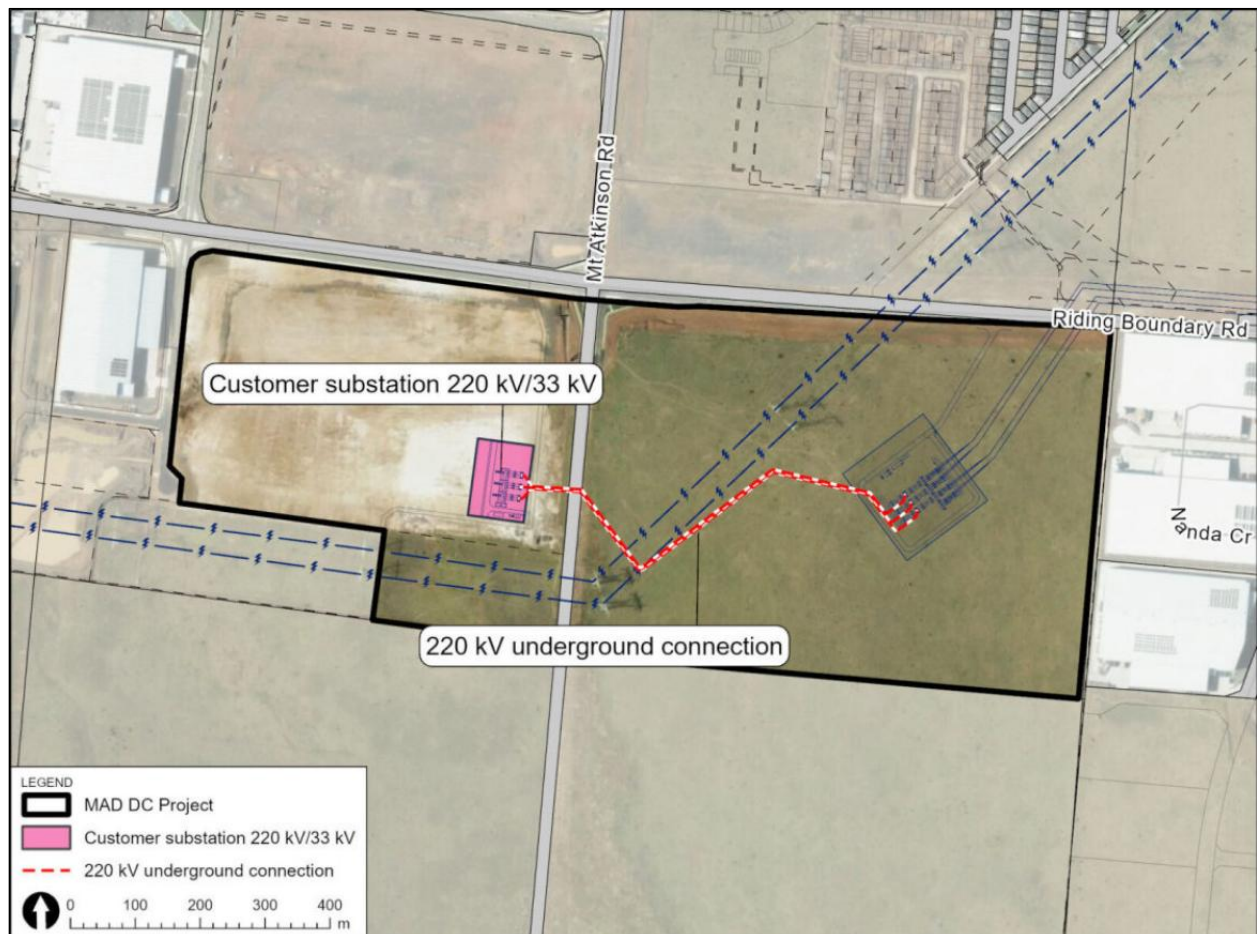 Mt Atkinson Rd
Riding Boundary Rd
Customer substation 220 kV/33 kV
Nanda Cr
220 kV underground connection
LEGEND
MAD DC Project
Customer substation 220 kV/33 kV
220 kV underground connection
0 100 200 300 400
m